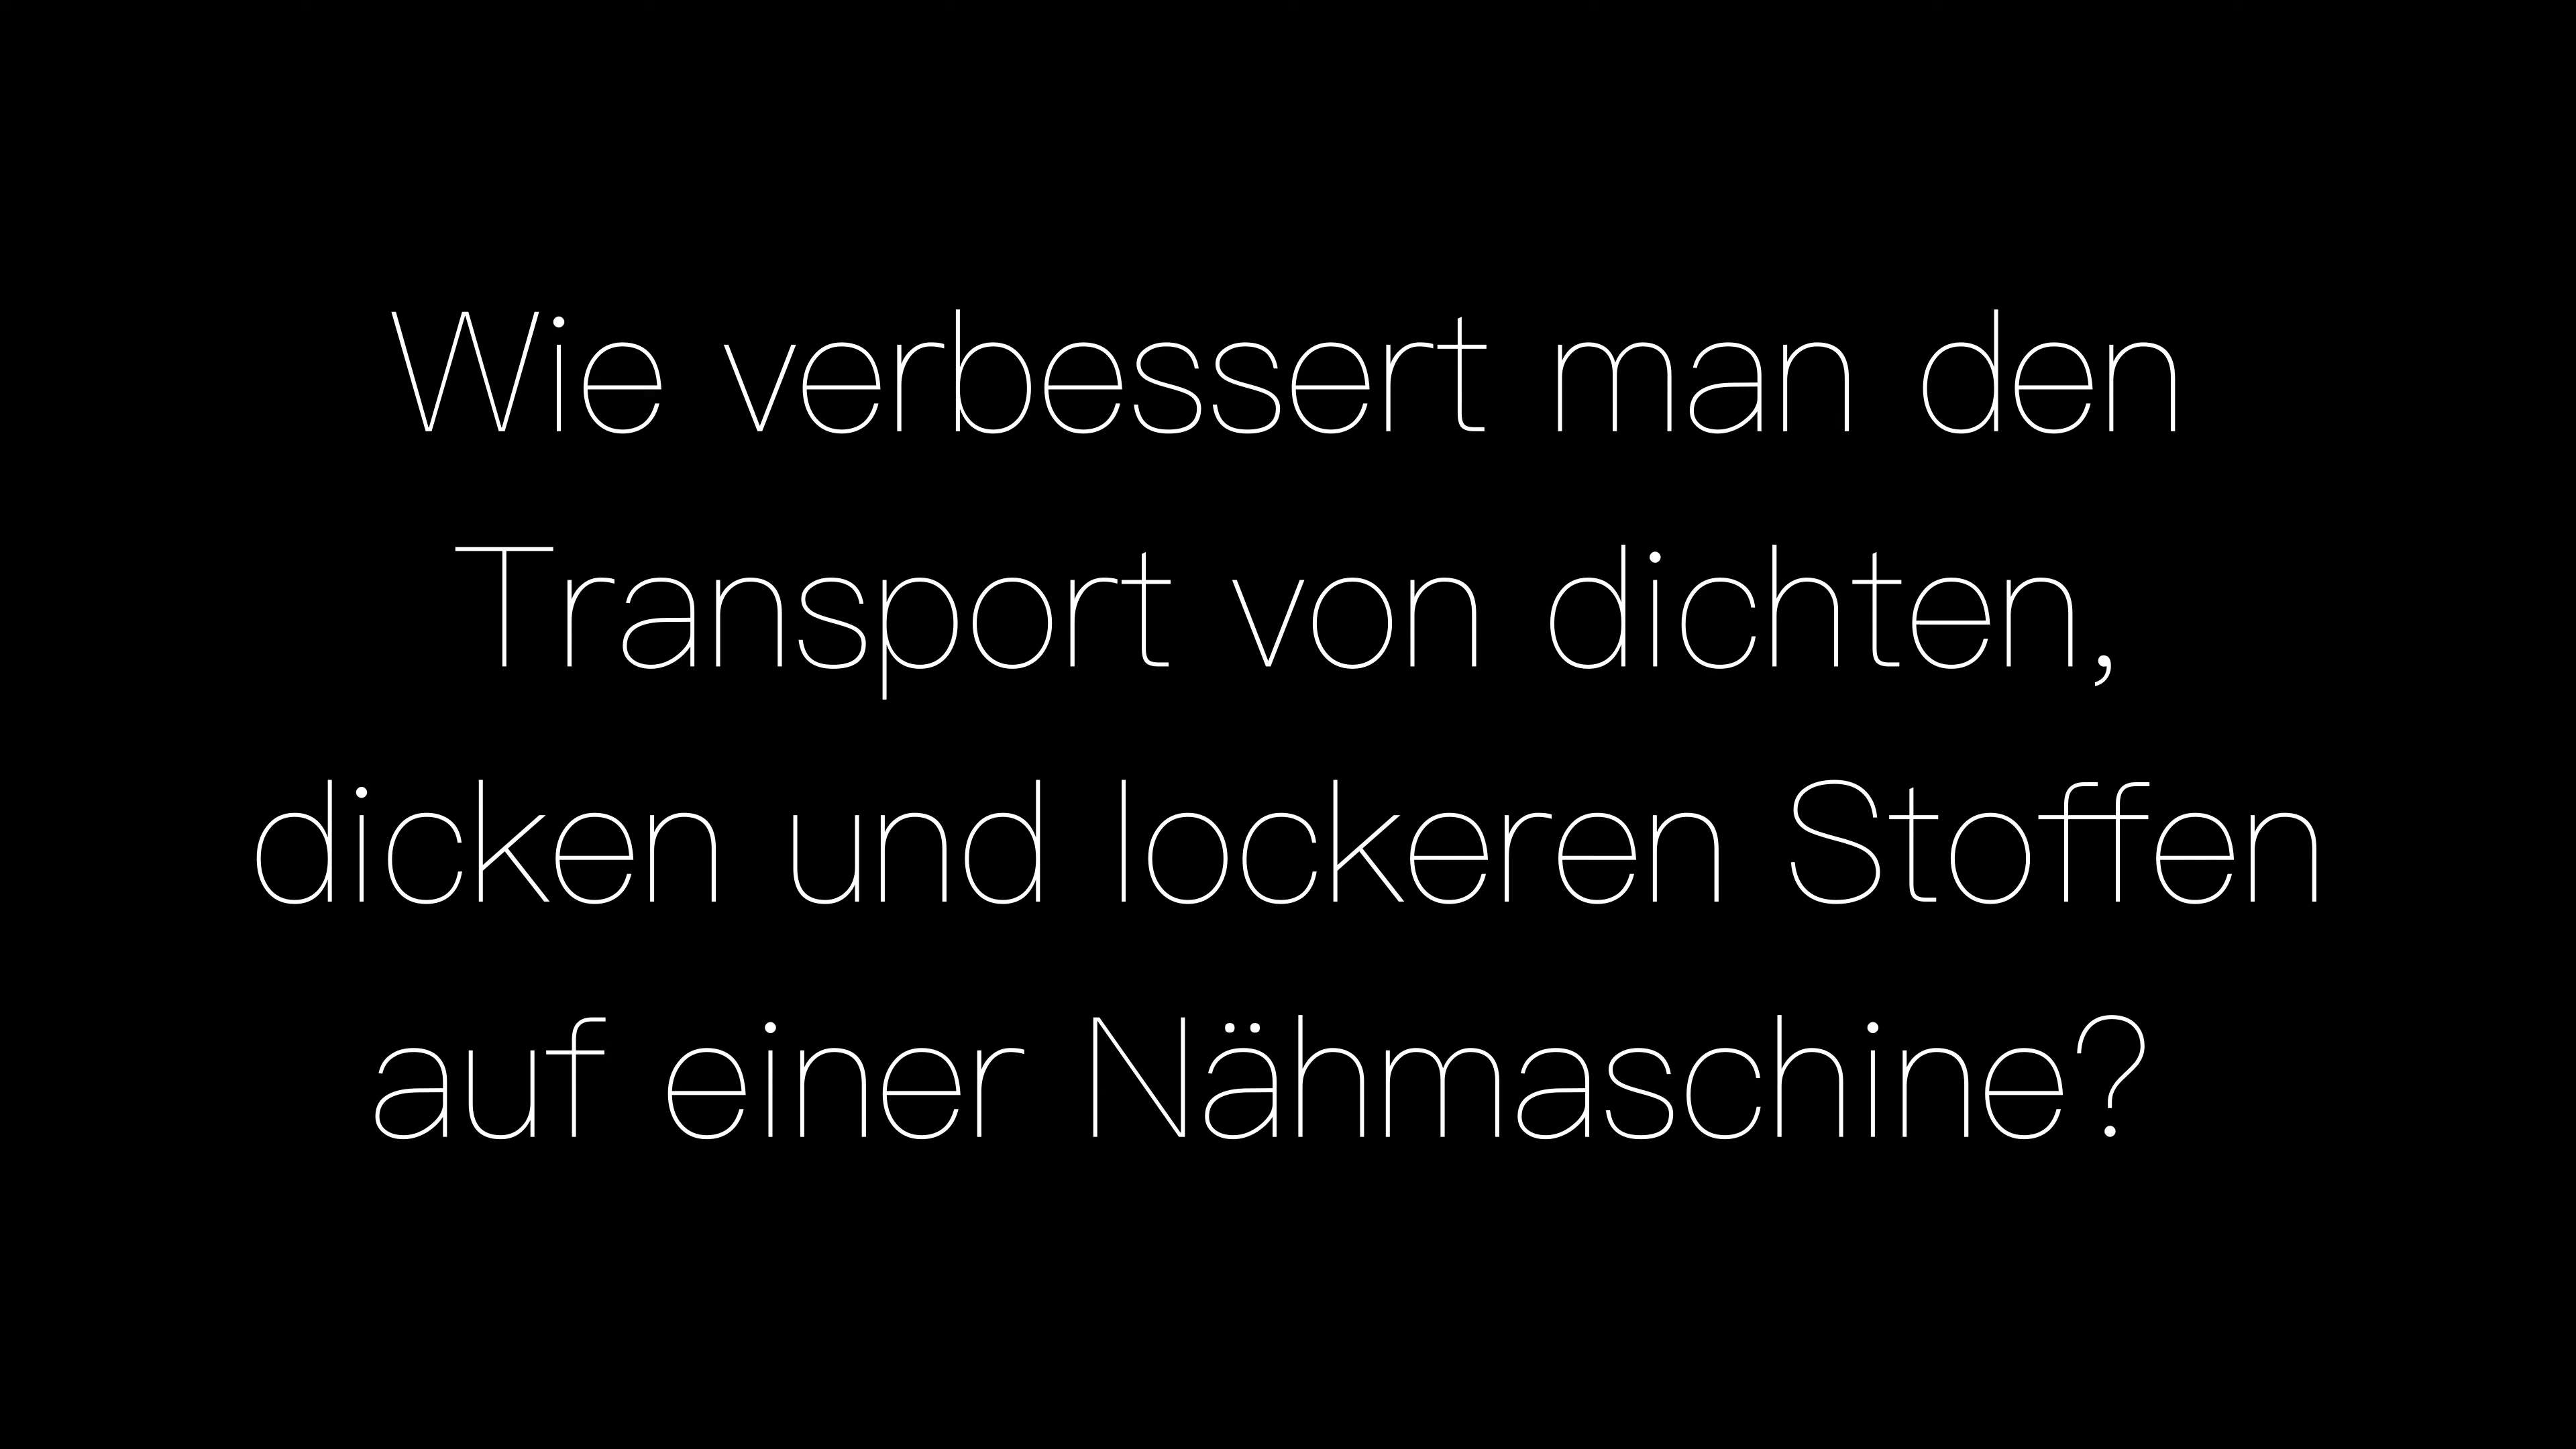 Wie verbessert man den
Transport von dichten,
dicken und lockeren Stoffen
auf einer Nähmaschine?